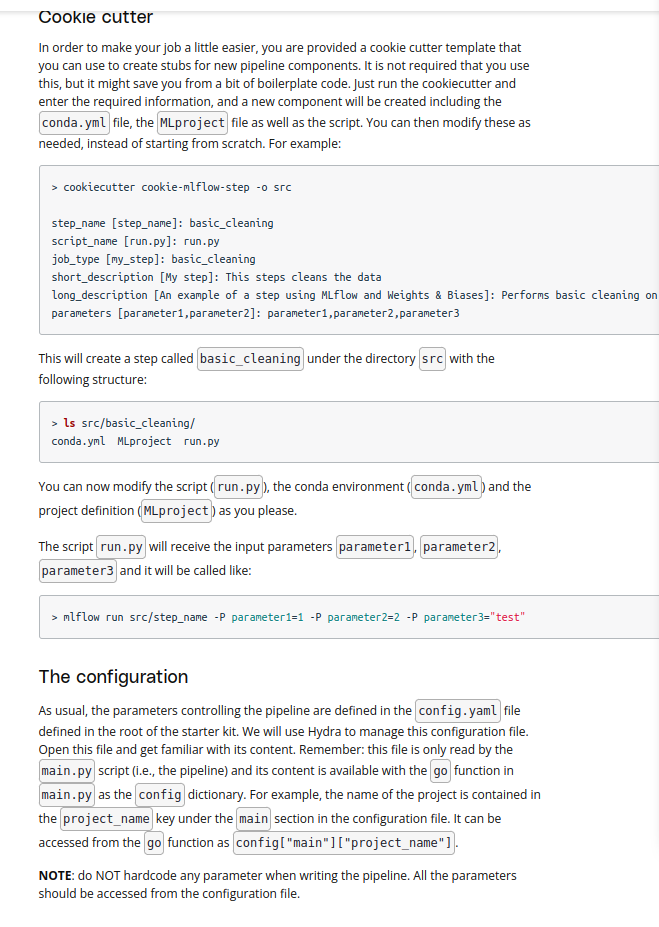 Cookie cutter
In order to make your job a little easier, you are provided a cookie cutter template that
you can use to create stubs for new pipeline components. It is not required that you use
this, but it might save you from a bit of boilerplate code. Just run the cookiecutter and
enter the required information, and a new component will be created including the
conda.yml file, the MLproject file as well as the script. You can then modify these as
needed, instead of starting from scratch. For example:
> cookiecutter cookie-mlflow-step -o src
step_name [step_name]: basic_cleaning
script_name [run.py]: run.py
job_type [my_step]: basic_cleaning
short_description [My step]: This steps cleans the data
long_description [An example of a step using MLflow and Weights & Biases]: Performs basic cleaning on
parameters [parameter1,parameter2]: parameter1,parameter2,parameter3
This will create a step called basic_cleaning under the directory src with the
following structure:
> ls src/basic_cleaning/
conda.yml MLproject run.py
You can now modify the script (run.py), the conda environment (conda.yml) and the
project definition (MLproject) as you please.
The script run.py will receive the input parameters parameter1, parameter2,
parameter3 and it will be called like:
> mlflow run src/step_name -P parameter1=1 -P parameter2=2 -P parameter3="test"
The configuration
As usual, the parameters controlling the pipeline are defined in the config.yaml file
defined in the root of the starter kit. We will use Hydra to manage this configuration file.
Open this file and get familiar with its content. Remember: this file is only read by the
main.py script (i.e., the pipeline) and its content is available with the go function in
main.py as the config dictionary. For example, the name of the project is contained in
the project_name key under the main section in the configuration file. It can be
accessed from the go function as config["main"]["project_name"].
NOTE: do NOT hardcode any parameter when writing the pipeline. All the parameters
should be accessed from the configuration file.